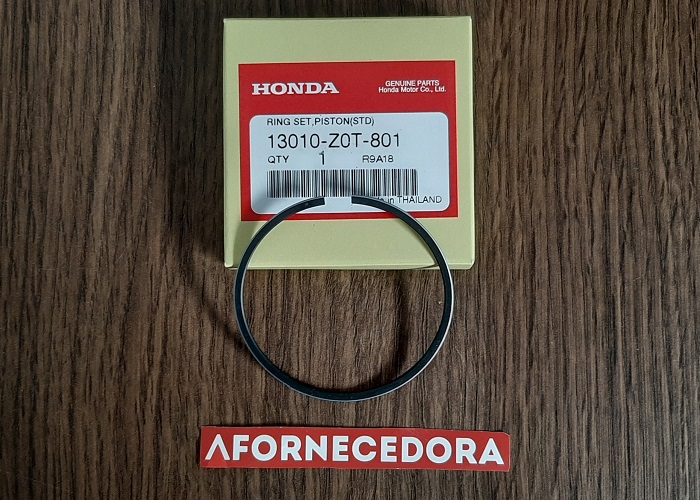 HONDA
GENUINE PARTS
Honda Motor Co., Ltd.
RING SET,PISTON(STD)
13010-Z0T-801
QTY 1 R9A18
in THAILAND
AFORNECEDORA